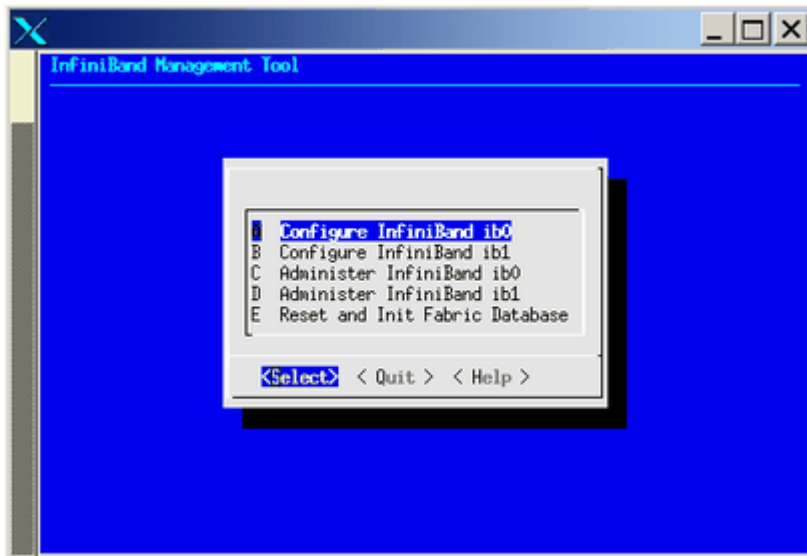 InfiniBand Management Tool
A Configure InfiniBand ib0
B Configure InfiniBand ib1
C Administer InfiniBand ib0
D Administer InfiniBand ib1
E Reset and Init Fabric Database
<Select> < Quit > < Help >